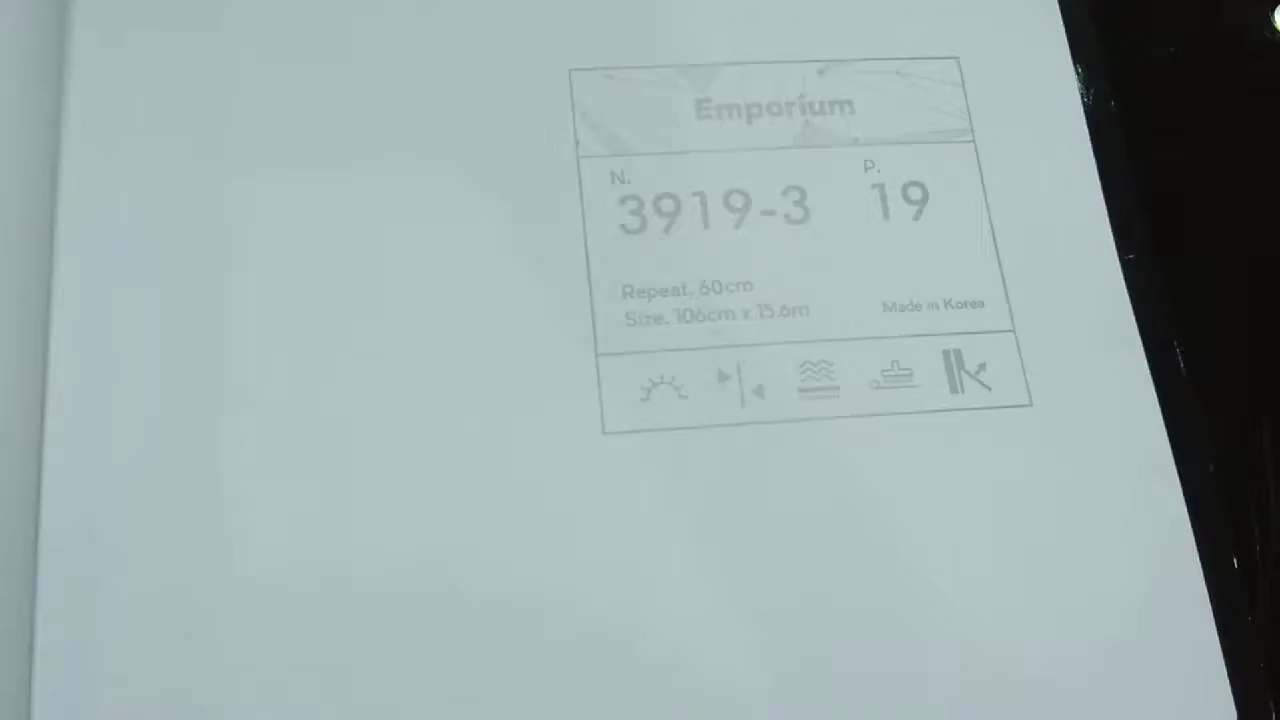 Emporium
N. P.
3919-3 19
Repeat. 60cm
Size. 106cm x 15.6m Made in Korea